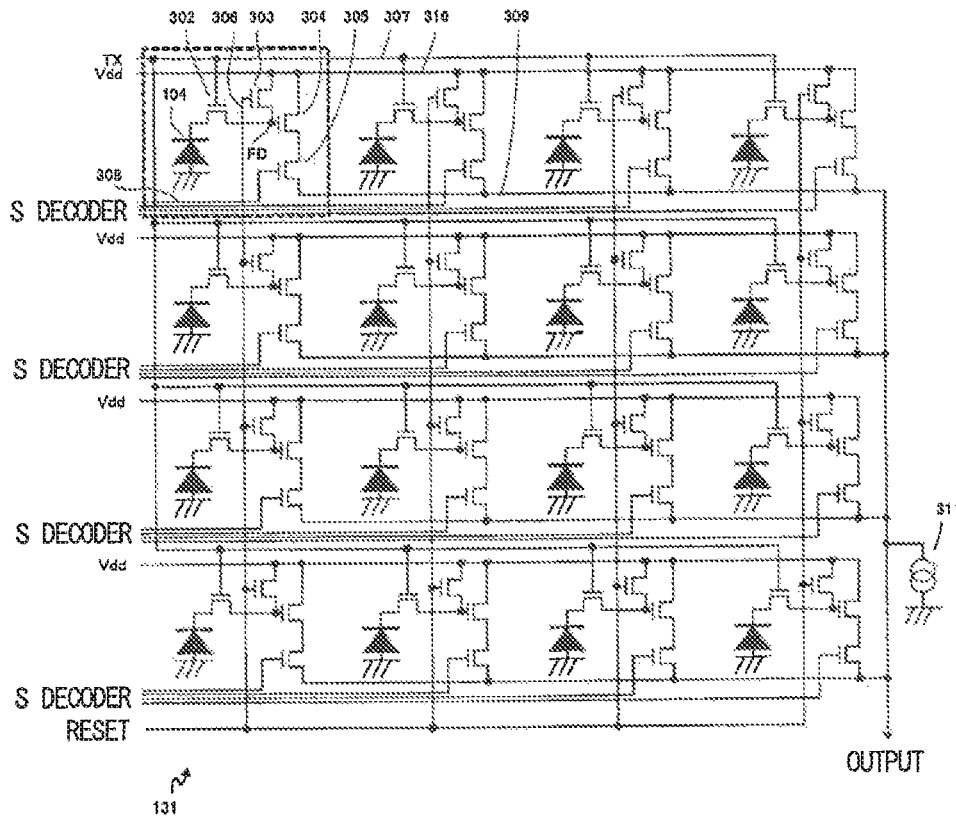 302 306 303 304 305 307 310 309
TX
Vdd
104
FD
308
S DECODER
Vdd
S DECODER
Vdd
S DECODER
311
Vdd
S DECODER
RESET
OUTPUT
131